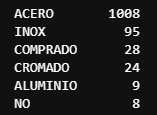 ACERO 1008
INOX 95
COMPRADO 28
CROMADO 24
ALUMINIO 9
NO 8